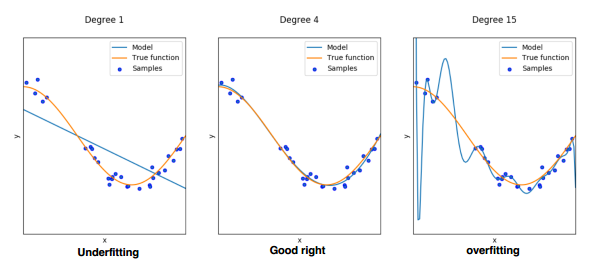 Degree 1
Model
True function
Samples
y
x
Underfitting
Degree 4
Model
True function
Samples
y
x
Good right
Degree 15
Model
True function
Samples
y
x
overfitting